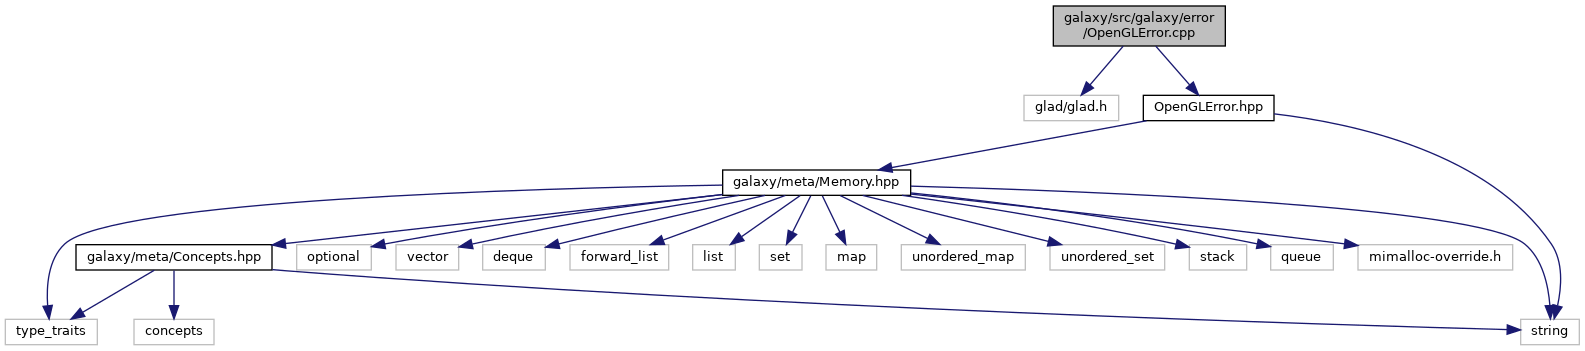 galaxy/src/galaxy/error
/OpenGLError.cpp
glad/glad.h
OpenGLError.hpp
galaxy/meta/Memory.hpp
galaxy/meta/Concepts.hpp
optional
vector
deque
forward_list
list
set
map
unordered_map
unordered_set
stack
queue
mimalloc-override.h
type_traits
concepts
string